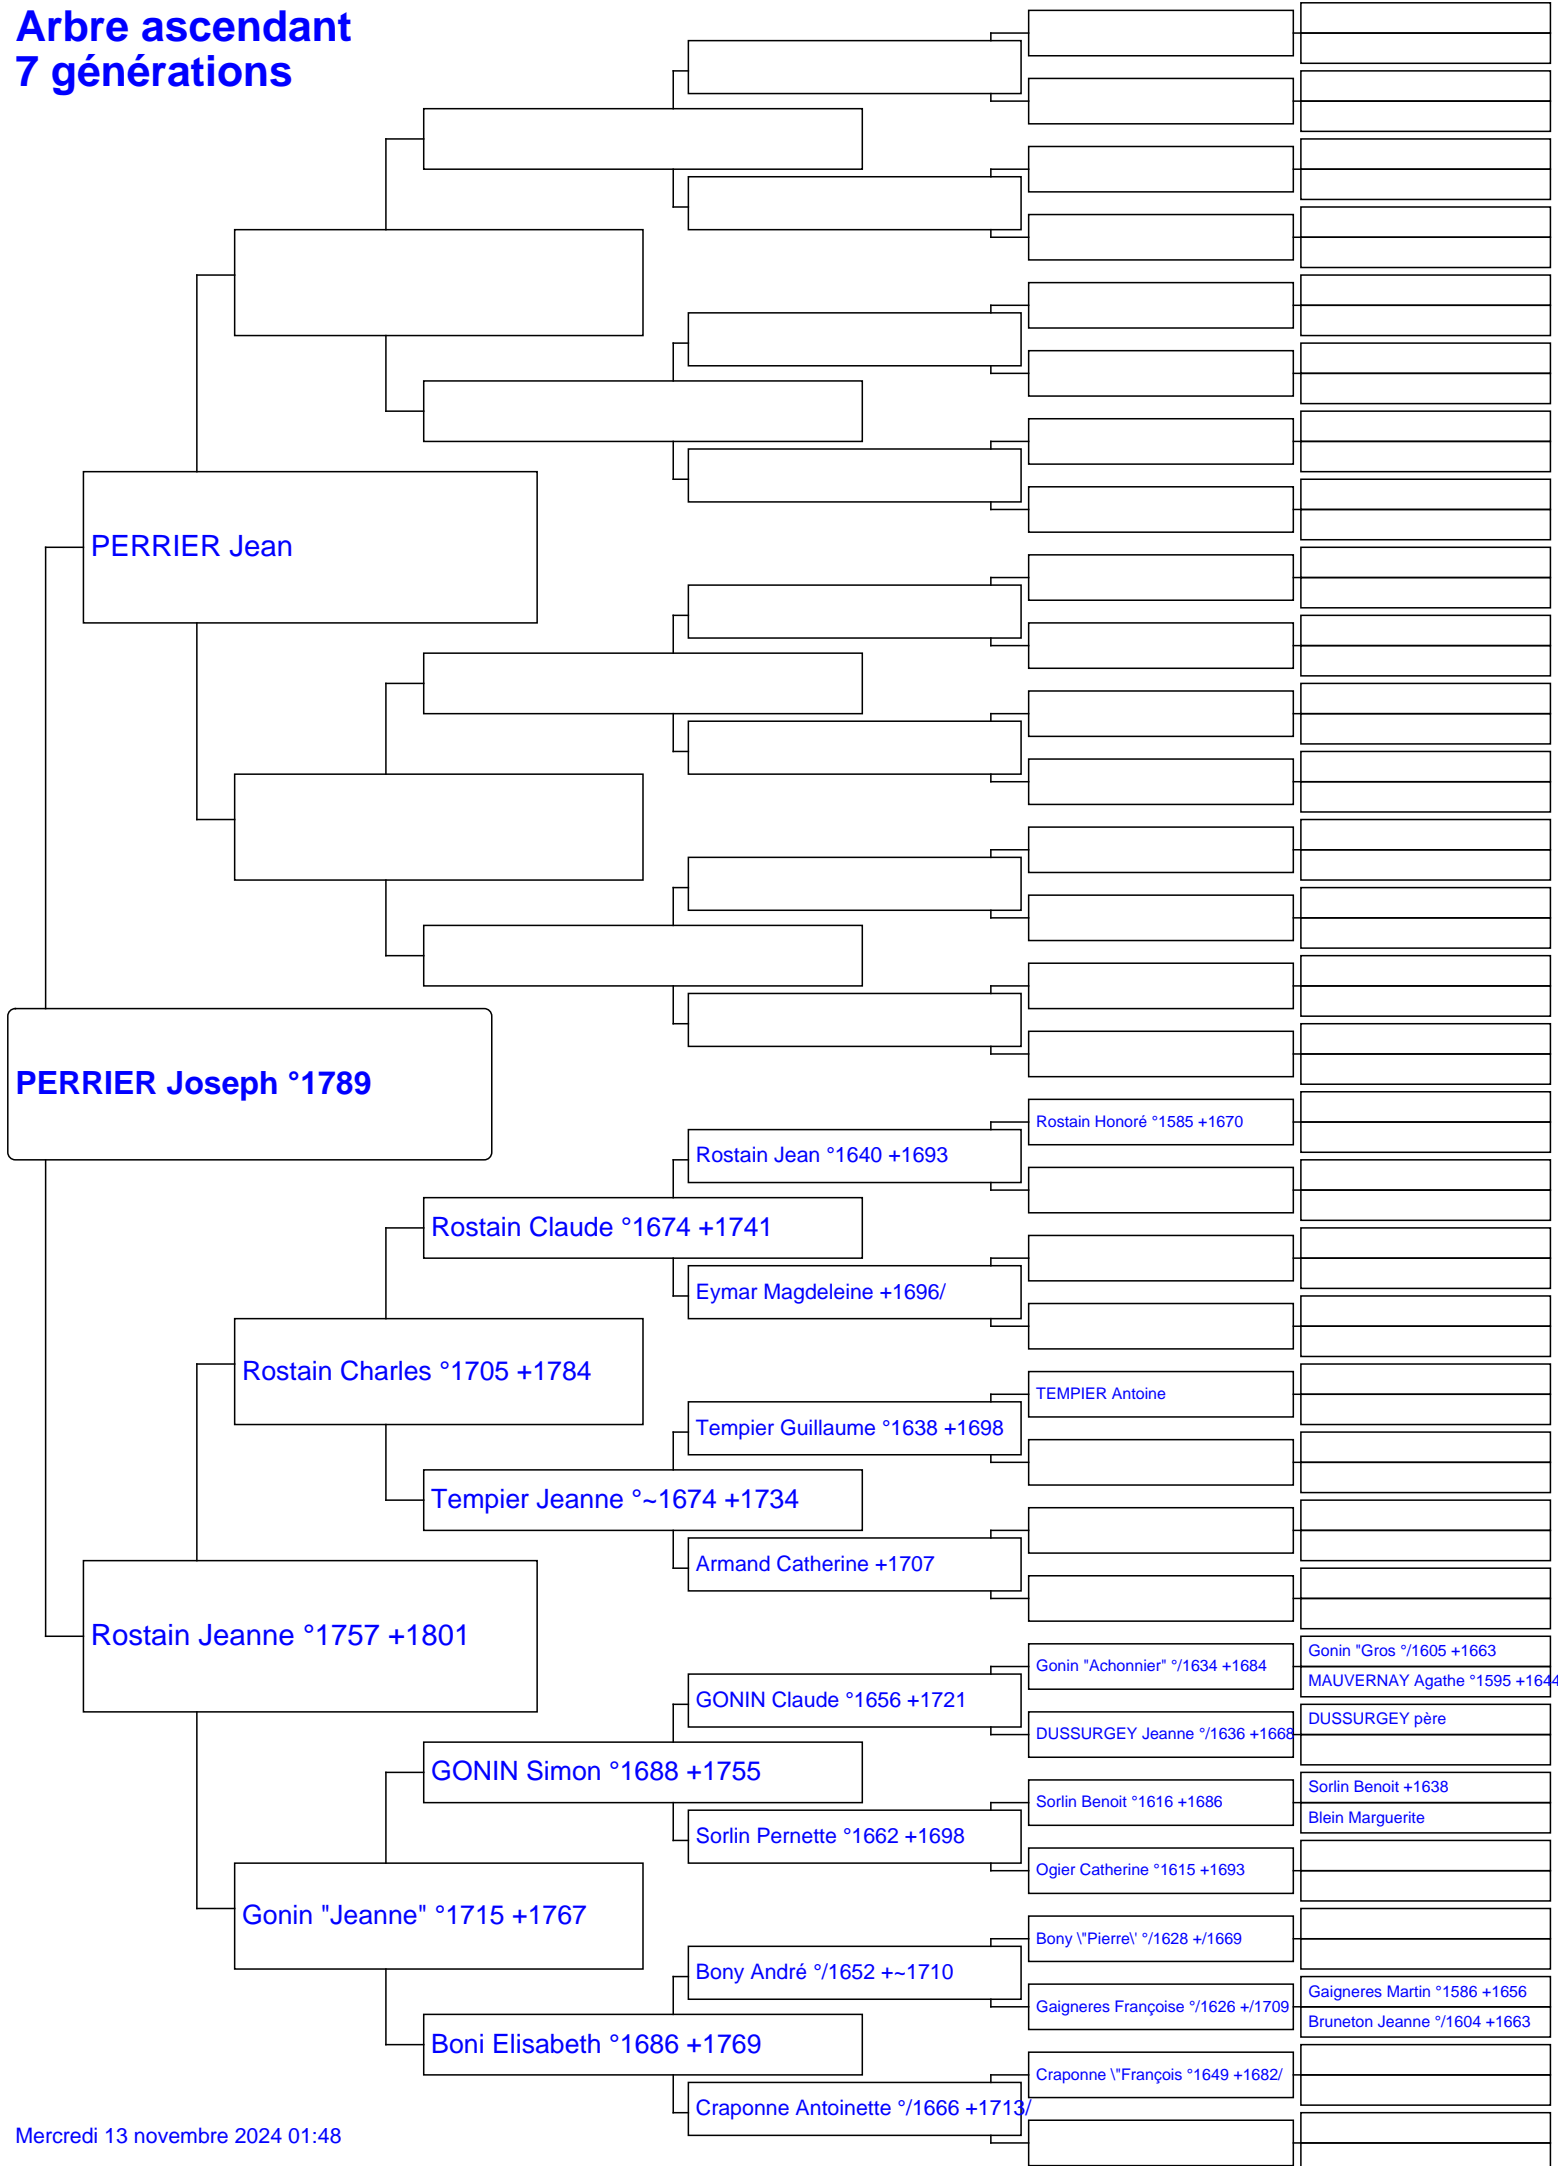 Arbre ascendant
7 générations
PERRIER Jean
PERRIER Joseph °1789
Rostain Honoré °1585 +1670
Rostain Jean °1640 +1693
Rostain Claude °1674 +1741
Eymar Magdeleine +1696/
Rostain Charles °1705 +1784
TEMPIER Antoine
Tempier Guillaume °1638 +1698
Tempier Jeanne °~1674 +1734
Armand Catherine +1707
Rostain Jeanne °1757 +1801
Gonin "Gros °/1605 +1663
Gonin "Achonnier" °/1634 +1684
MAUVERNAY Agathe °1595 +1644
GONIN Claude °1656 +1721
DUSSURGEY père
DUSSURGEY Jeanne °/1636 +1668
GONIN Simon °1688 +1755
Sorlin Benoit +1638
Sorlin Benoit °1616 +1686
Blein Marguerite
Sorlin Pernette °1662 +1698
Ogier Catherine °1615 +1693
Gonin "Jeanne" °1715 +1767
Bony \"Pierre\' °/1628 +/1669
Bony André °/1652 +~1710
Gaigneres Martin °1586 +1656
Gaigneres Françoise °/1626 +/1709
Bruneton Jeanne °/1604 +1663
Boni Elisabeth °1686 +1769
Craponne \"François °1649 +1682/
Craponne Antoinette °/1666 +1713/
Mercredi 13 novembre 2024 01:48